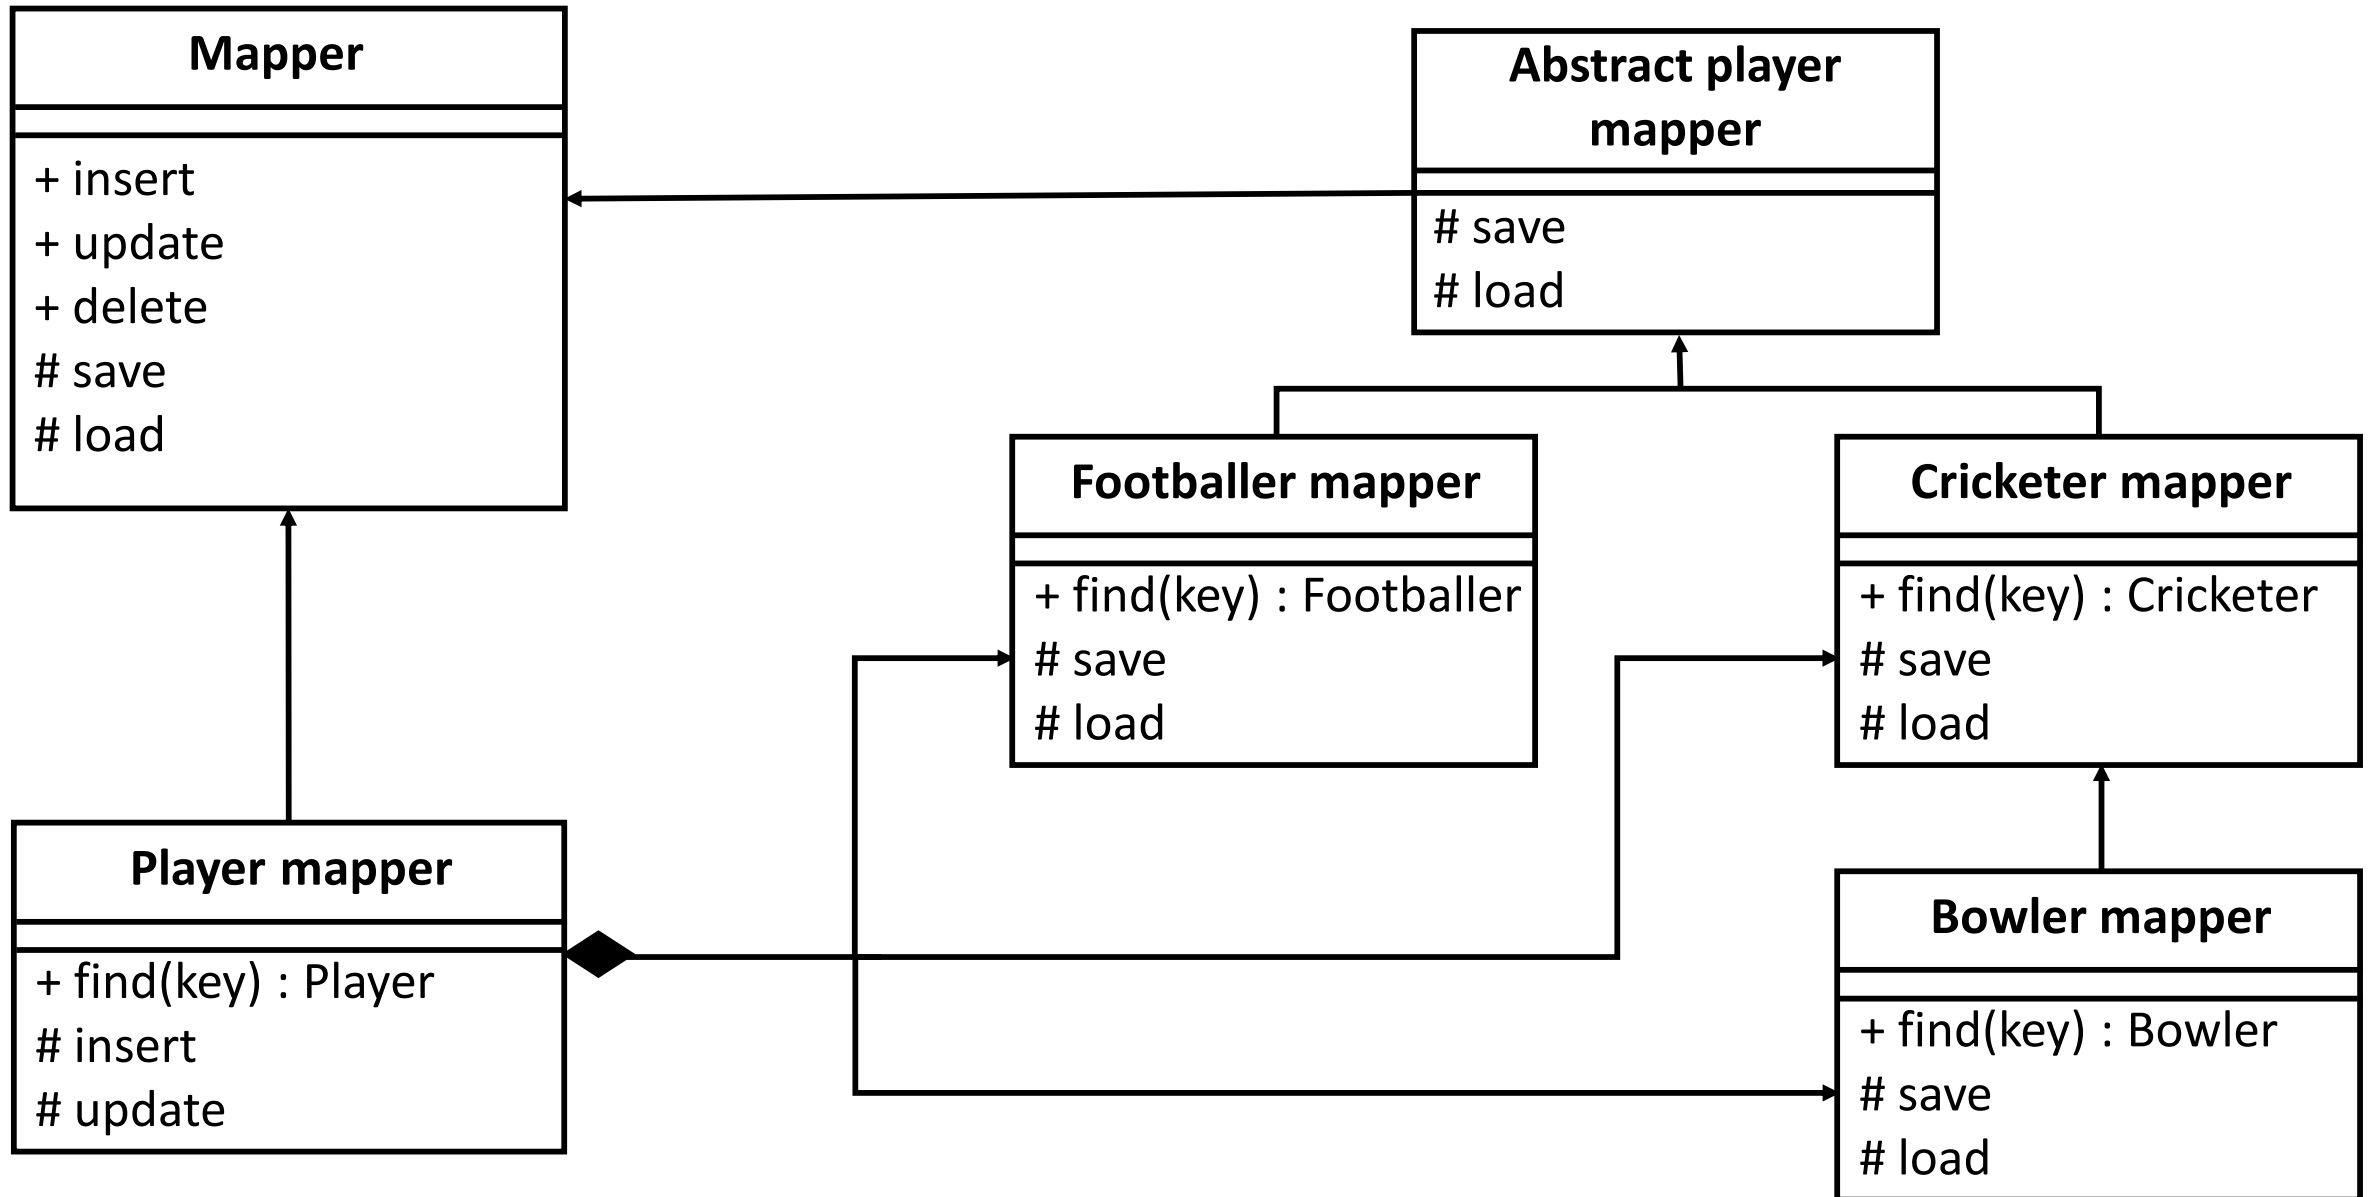 Mapper
+ insert
+ update
+ delete
# save
# load
Abstract player
mapper
# save
# load
Footballer mapper
+ find(key) : Footballer
# save
# load
Cricketer mapper
+ find(key) : Cricketer
# save
# load
Player mapper
+ find(key) : Player
# insert
# update
Bowler mapper
+ find(key) : Bowler
# save
# load